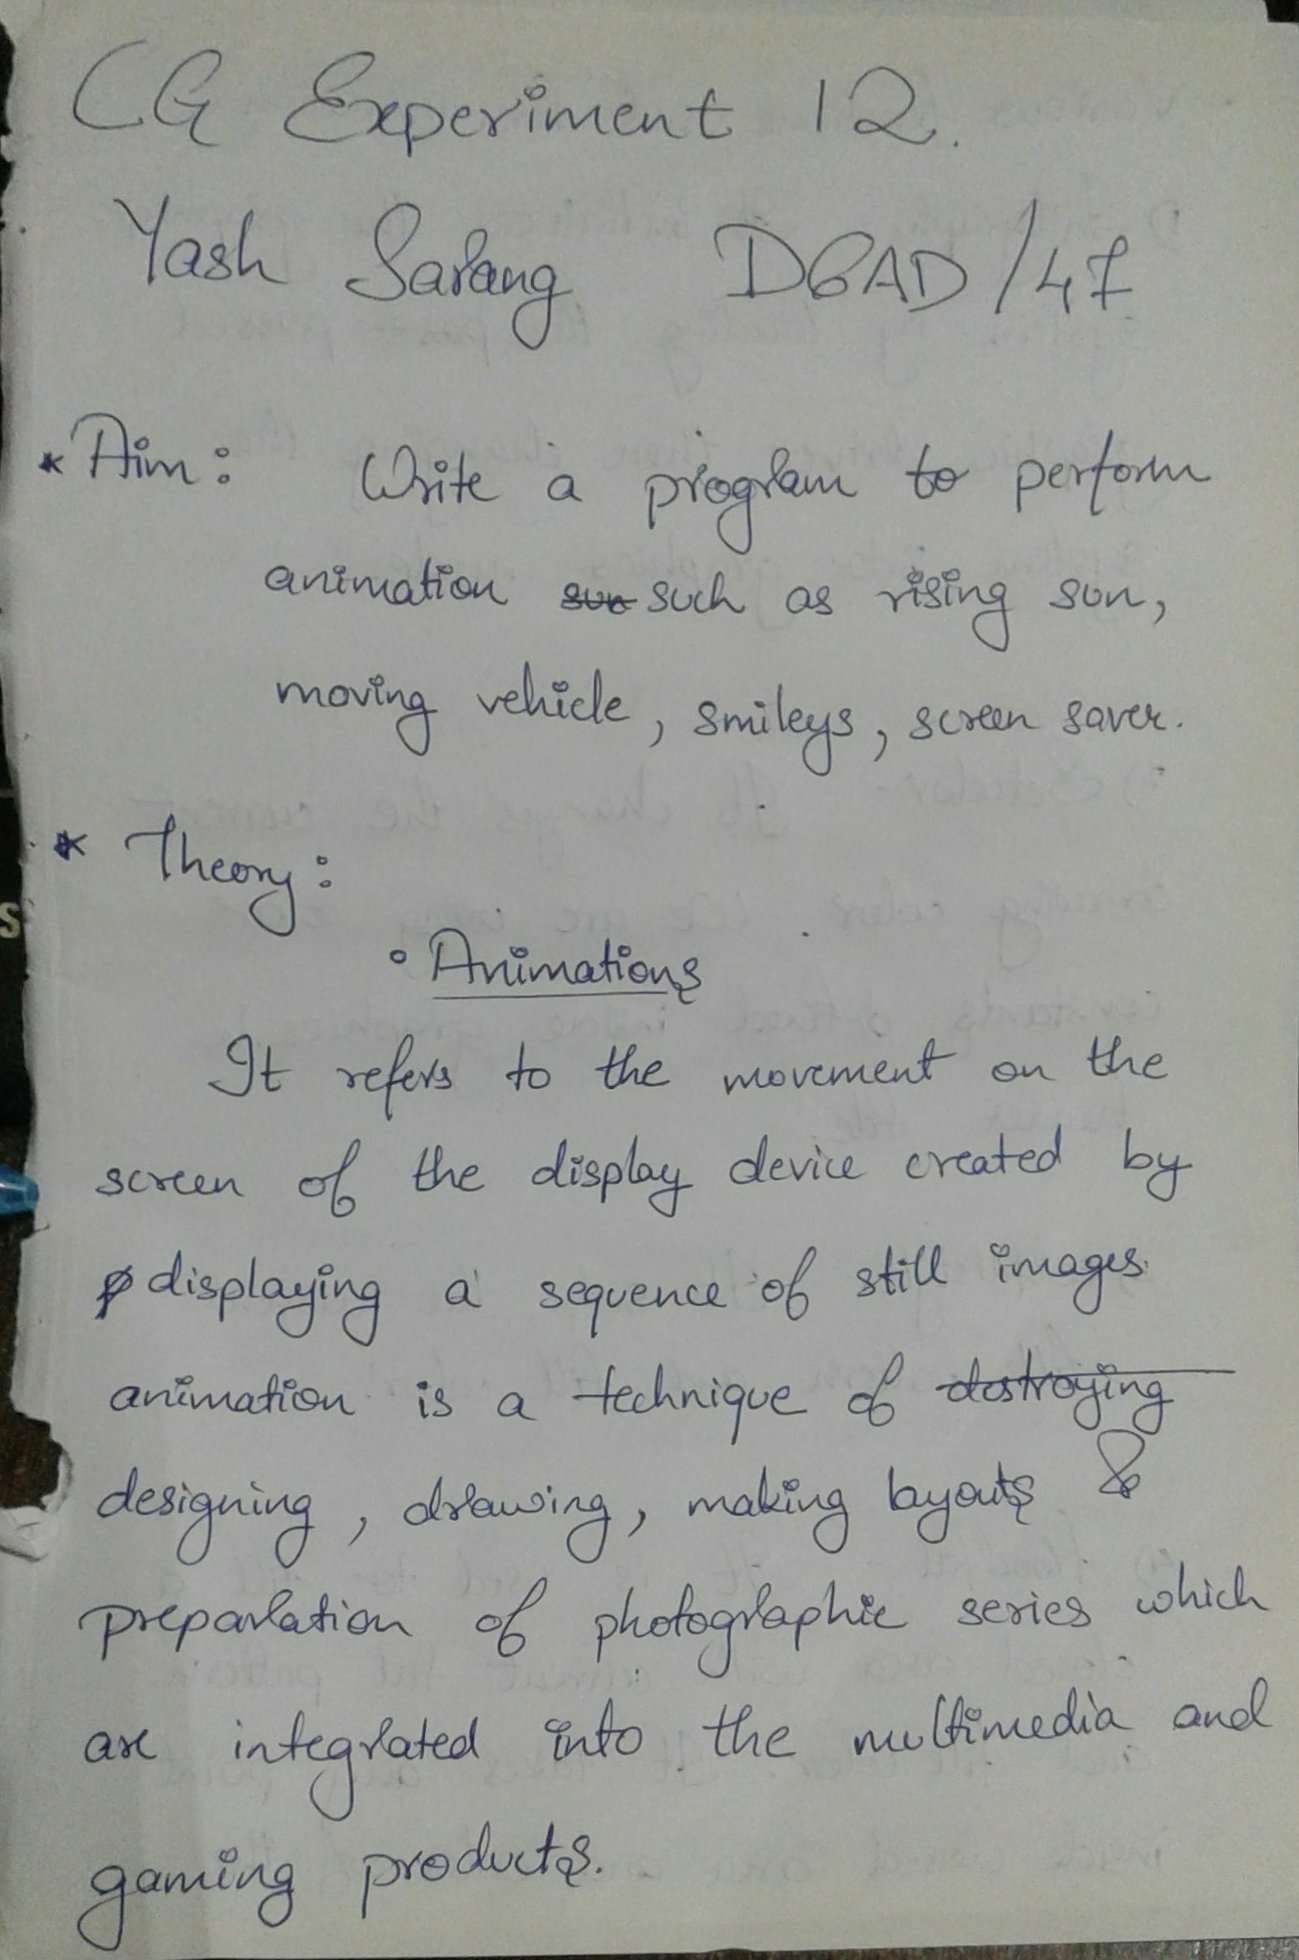 CG Experiment 12.
Yash Sarang D6AD/47
* Aim: Write a program to perform
animation such as rising sun,
moving vehicle, smileys, screen saver.
* Theory:
° Animations
It refers to the movement on the
screen of the display device created by
displaying a sequence of still images.
animation is a technique of destroying
designing, drawing, making layouts &
preparlation of photographic series which
are integrated into the multimedia and
gaming products.